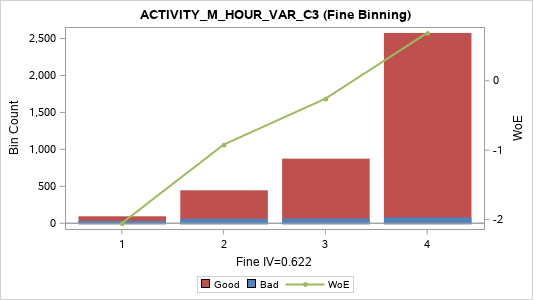 ACTIVITY_M_HOUR_VAR_C3 (Fine Binning)
2,500
2,000
1,500
1,000
500
0
Bin Count
0
-1
-2
WoE
1 2 3 4
Fine IV=0.622
Good Bad WoE